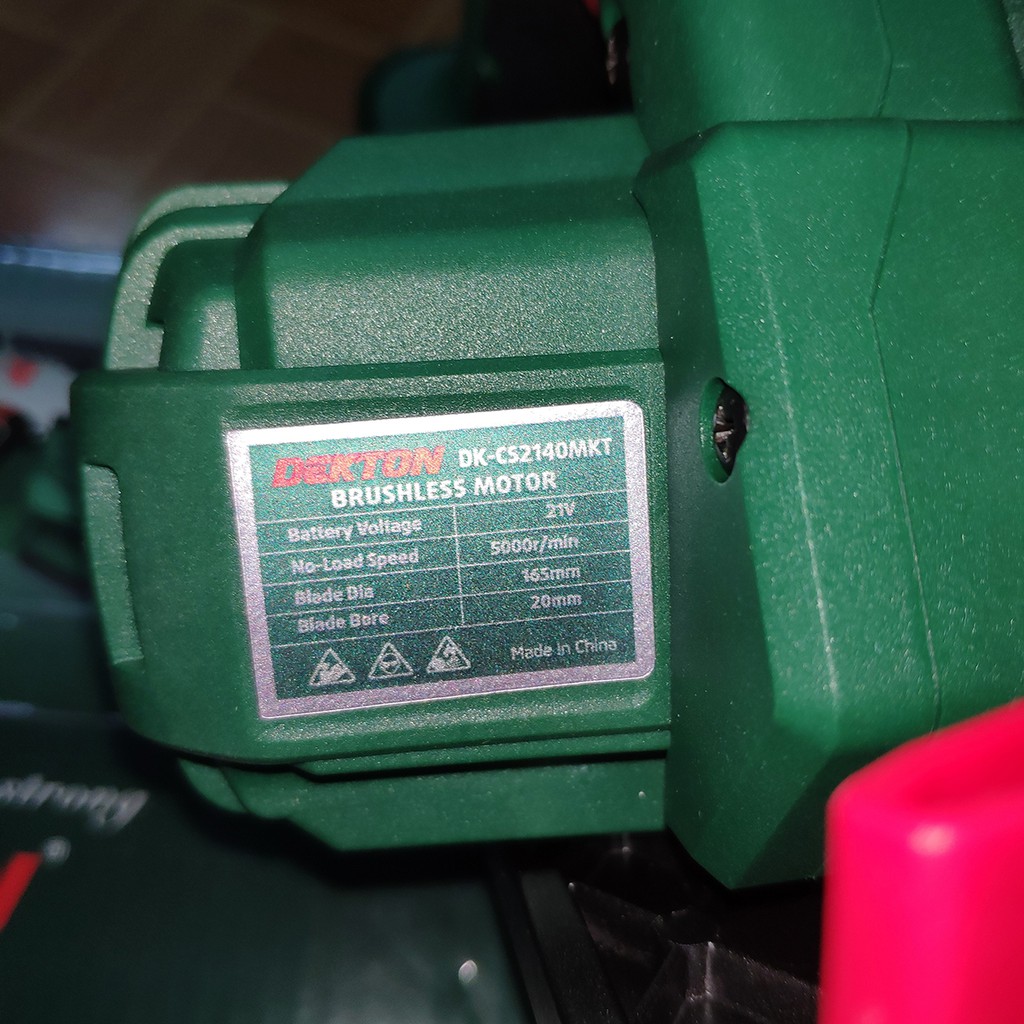 DEKTON DK-CS2140MKT
BRUSHLESS MOTOR
Battery Voltage 21V
No-Load Speed 5000r/min
Blade Dia 165mm
Blade Bore 20mm
Made In China